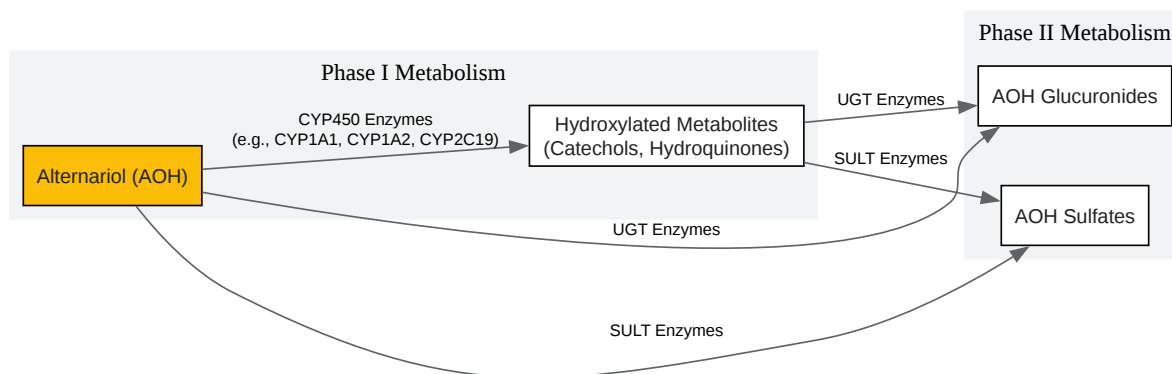 Phase I Metabolism
Phase II Metabolism
Alternariol (AOH)
CYP450 Enzymes
(e.g., CYP1A1, CYP1A2, CYP2C19)
Hydroxylated Metabolites
(Catechols, Hydroquinones)
UGT Enzymes
SULT Enzymes
AOH Glucuronides
AOH Sulfates
UGT Enzymes
SULT Enzymes